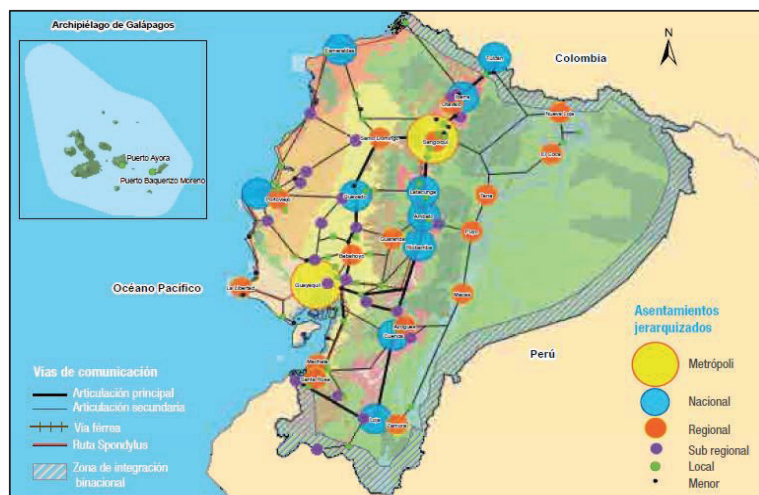 Archipiélago de Galápagos
Puerto Ayora
Puerto Baquerizo Moreno
N
Colombia
Esmeraldas
Tulcán
Ibarra
Otavalo
Nueva Loja
Santo Domingo
Sangolquí
El Coca
Portoviejo
Quevedo
Latacunga
Tena
Ambato
Puyo
Guaranda
Riobamba
Babahoyo
Océano Pacífico
La Libertad
Guayaquil
Macas
Azogues
Cuenca
Perú
Machala
Santa Rosa
Loja
Zamora
Vías de comunicación
Articulación principal
Articulación secundaria
Vía férrea
Ruta Spondylus
Zona de integración
binacional
Asentamientos
jerarquizados
Metrópoli
Nacional
Regional
Sub regional
Local
Menor